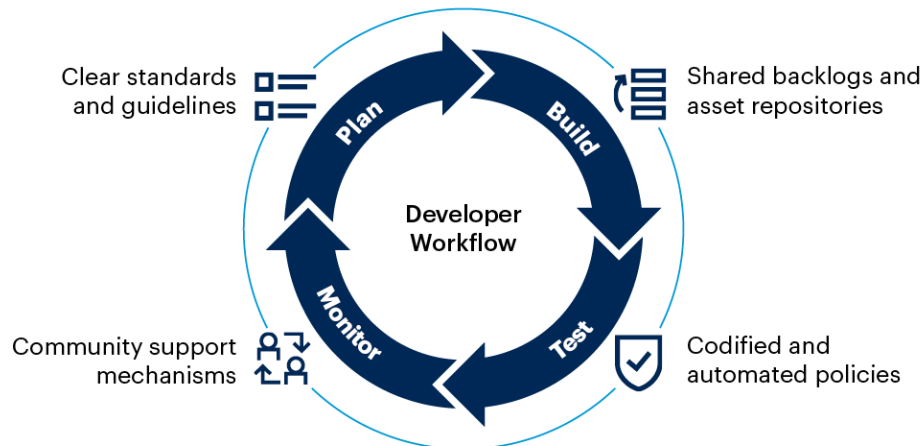 Clear standards
and guidelines
Shared backlogs and
asset repositories
Plan
Build
Developer
Workflow
Monitor
Test
Community support
mechanisms
Codified and
automated policies